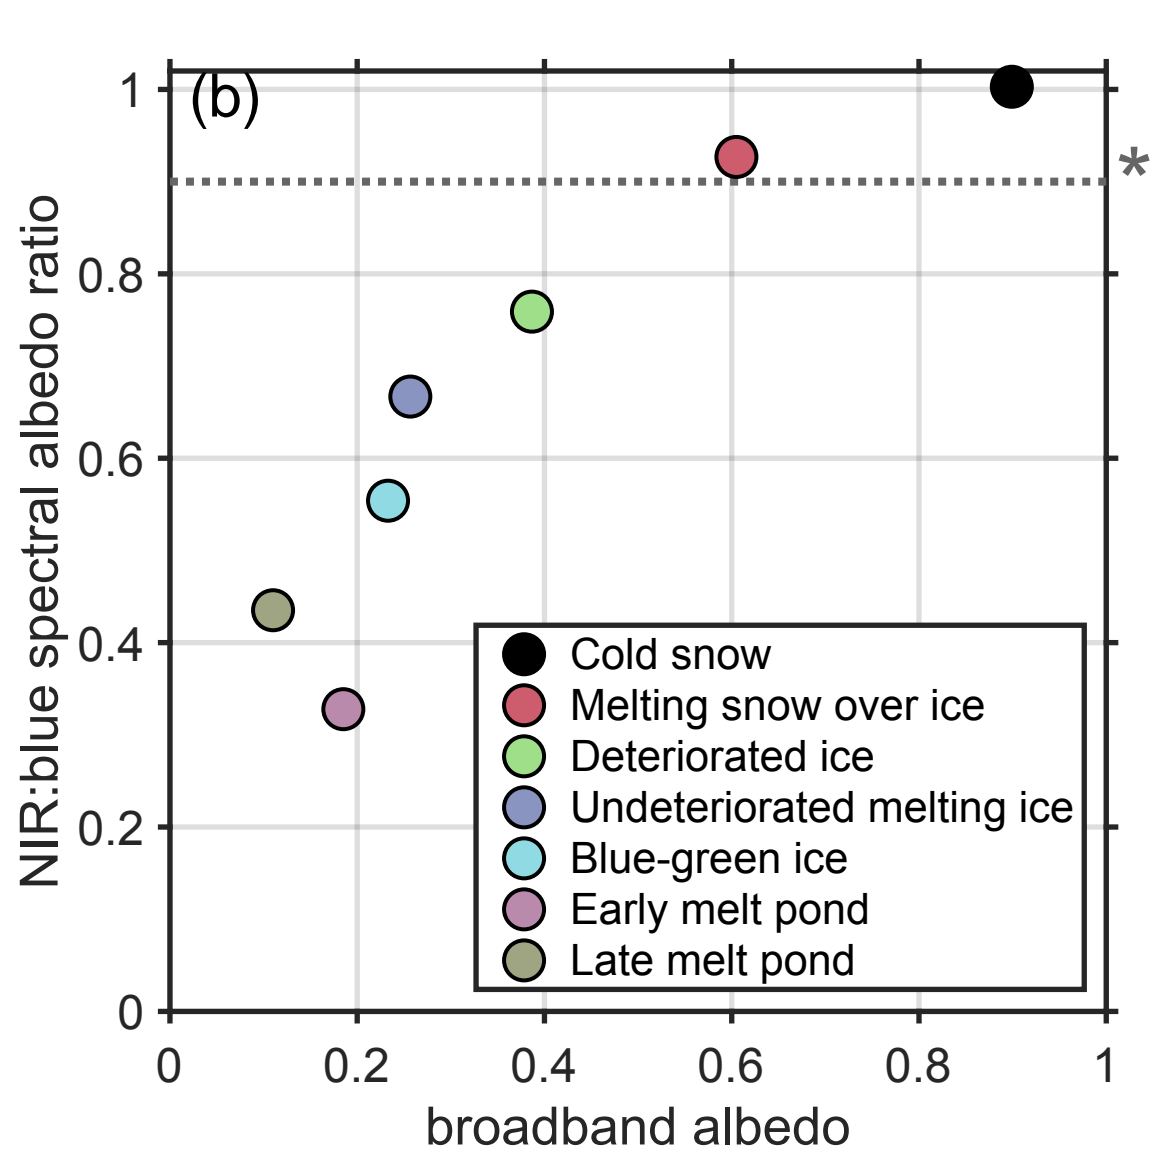 (b)
*
NIR:blue spectral albedo ratio
1
0.8
0.6
0.4
0.2
0
Cold snow
Melting snow over ice
Deteriorated ice
Undeteriorated melting ice
Blue-green ice
Early melt pond
Late melt pond
0 0.2 0.4 0.6 0.8 1
broadband albedo